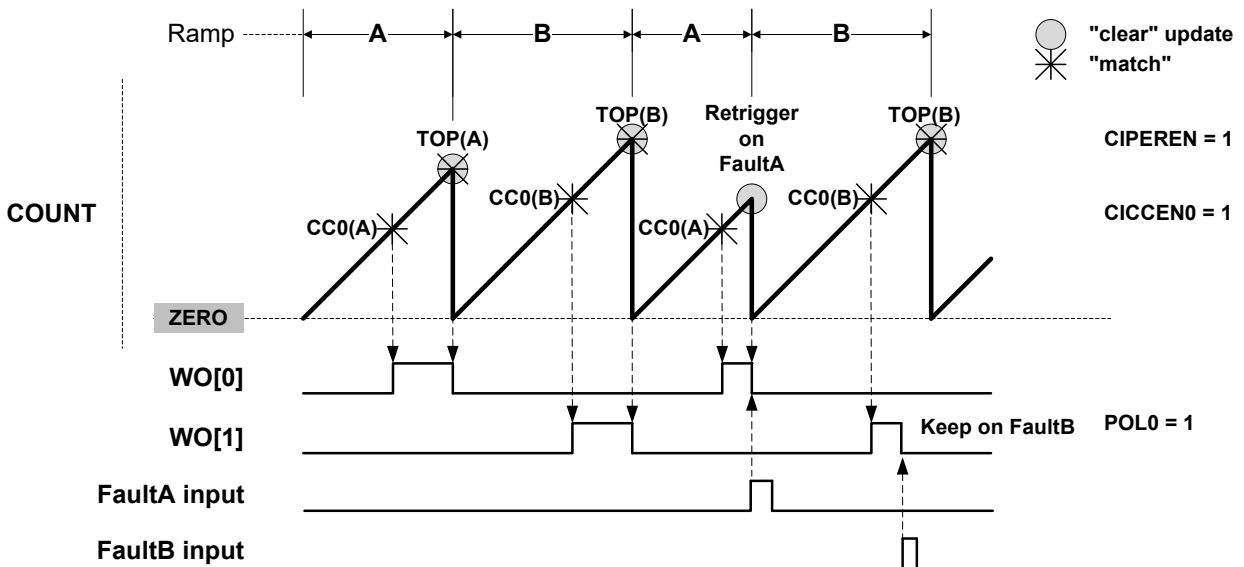 Ramp
A
B
A
B
"clear" update
"match"
TOP(A)
TOP(B)
Retrigger
on
FaultA
TOP(B)
CIPEREN = 1
COUNT
CC0(A)
CC0(B)
CC0(A)
CC0(B)
CICCEN0 = 1
ZERO
WO[0]
WO[1]
Keep on FaultB
POL0 = 1
FaultA input
FaultB input